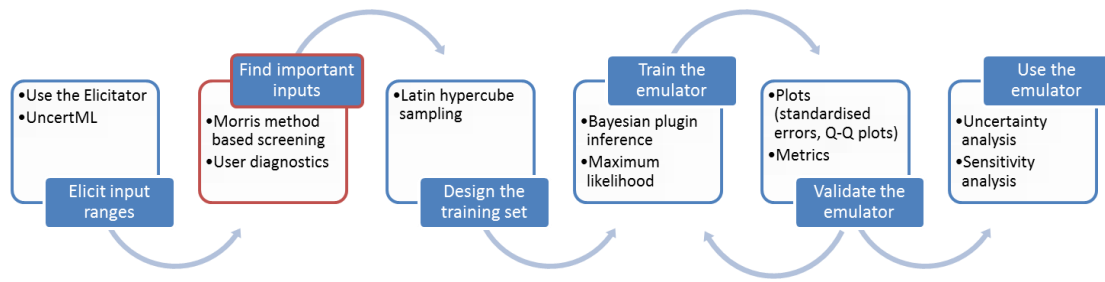 •Use the Elicitator
•UncertML
Elicit input
ranges
Find important
inputs
•Morris method
based screening
•User diagnostics
•Latin hypercube
sampling
Design the
training set
Train the
emulator
•Bayesian plugin
inference
•Maximum
likelihood
•Plots
(standardised
errors, Q-Q plots)
•Metrics
Validate the
emulator
Use the
emulator
•Uncertainty
analysis
•Sensitivity
analysis